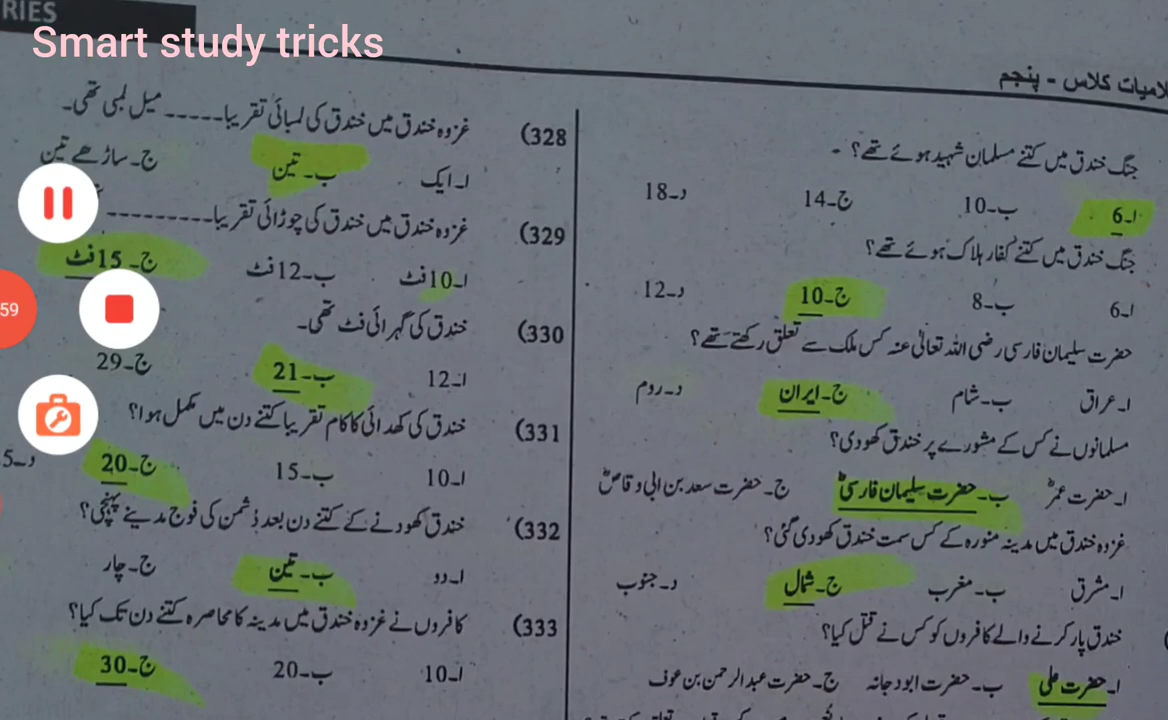 RIES
Smart study tricks
لامیات کلاس - پنجم
جنگ خندق میں کتنے مسلمان شہید ہوئے تھے؟
ا۔6 ب۔10 ج۔14 د۔18
جنگ خندق میں کتنے کفار ہلاک ہوئے تھے؟
ا۔6 ب۔8 ج۔10 د۔12
حضرت سلیمان فارسی رضی اللہ تعالیٰ عنہ کس ملک سے تعلق رکھتے تھے؟
ا۔عراق ب۔شام ج۔ایران د۔روم
مسلمانوں نے کس کے مشورے پر خندق کھودی؟
ا۔حضرت عمرؓ ب۔حضرت سلیمان فارسیؓ ج۔حضرت سعد بن ابی وقاصؓ
غزوہ خندق میں مدینہ منورہ کے کس سمت خندق کھودی گئی؟
ا۔مشرق ب۔مغرب ج۔شمال د۔جنوب
خندق پار کرنے والے کافروں کو کس نے قتل کیا؟
ا۔حضرت علی ب۔حضرت ابودجانہ ج۔حضرت عبدالرحمن بن عوف
328) غزوہ خندق میں خندق کی لمبائی تقریبا۔۔۔۔۔ میل لمبی تھی۔
ا۔ایک ب۔تین ج۔ساڑھے تین
329) غزوہ خندق میں خندق کی چوڑائی تقریبا۔۔۔۔۔۔۔۔۔
ا۔10فٹ ب۔12فٹ ج۔15فٹ
330) خندق کی گہرائی فٹ تھی۔
ا۔12 ب۔21 ج۔29
331) خندق کی کھدائی کا کام تقریبا کتنے دن میں مکمل ہوا؟
ا۔10 ب۔15 ج۔20 د۔5
332) خندق کھودنے کے کتنے دن بعد دُشمن کی فوج مدینے پہنچی؟
ا۔دو ب۔تین ج۔چار
333) کافروں نے غزوہ خندق میں مدینہ کا محاصرہ کتنے دن تک کیا؟
ا۔10 ب۔20 ج۔30
59